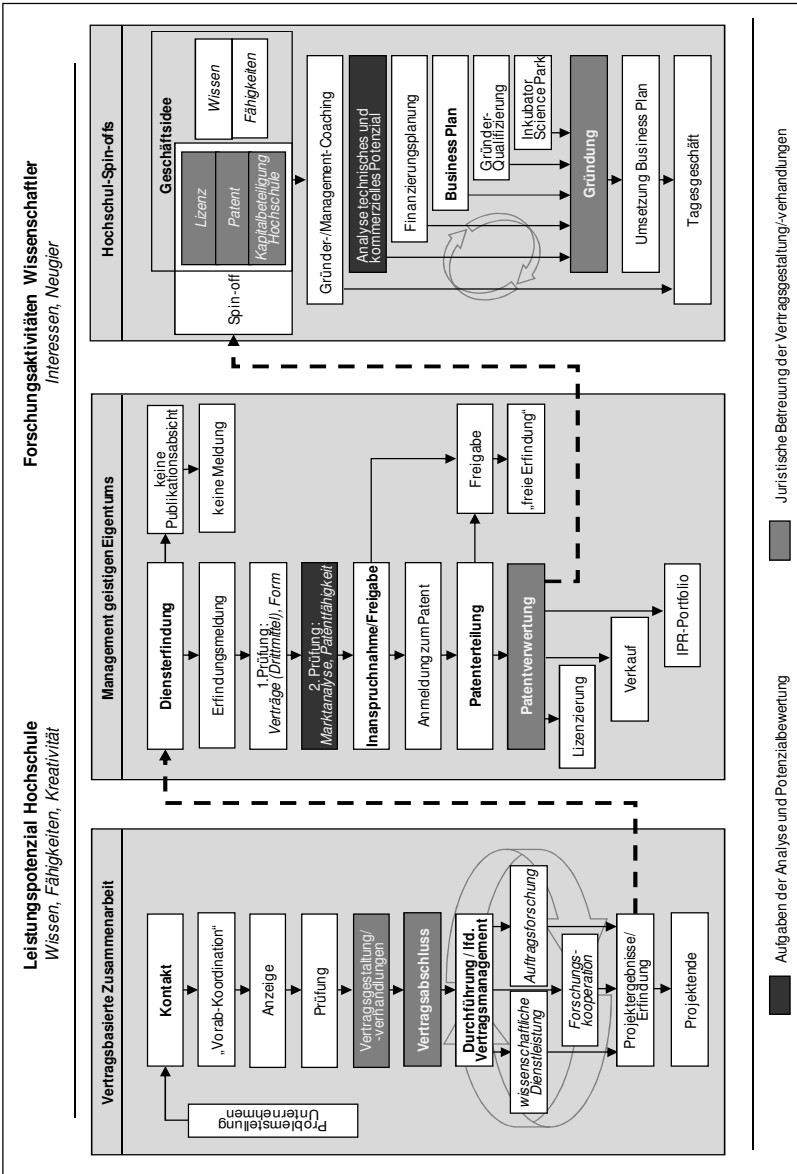 Leistungspotenzial Hochschule
Wissen, Fähigkeiten, Kreativität
Forschungsaktivitäten Wissenschaftler
Interessen, Neugier
Vertragsbasierte Zusammenarbeit
Problemstellung
Unternehmen
Kontakt
„Vorab-Koordination“
Anzeige
Prüfung
Vertragsgestaltung/
-verhandlungen
Vertragsabschluss
Durchführung/ lfd.
Vertragsmanagement
wissenschaftliche
Dienstleistung
Auftragsforschung
Forschungs-
kooperation
Projektergebnisse/
Erfindung
Projektende
Management geistigen Eigentums
Diensterfindung
keine
Publikationsabsicht
keine Meldung
Erfindungsmeldung
1.Prüfung:
Verträge (Drittmittel), Form
2. Prüfung:
Marktanalyse, Patentfähigkeit
Inanspruchnahme/Freigabe
Anmeldung zum Patent
Patenterteilung
Freigabe
„freie Erfindung“
Patentverwertung
Lizenzierung
Verkauf
IPR-Portfolio
Hochschul-Spin-offs
Geschäftsidee
Spin-off
Lizenz
Patent
Kapitalbeteiligung
Hochschule
Wissen
Fähigkeiten
Gründer-/Management-Coaching
Analyse technisches und
kommerzielles Potenzial
Finanzierungsplanung
Business Plan
Gründer-
Qualifizierung
Inkubator
Science Park
Gründung
Umsetzung Business Plan
Tagesgeschäft
Aufgaben der Analyse und Potenzialbewertung
Juristische Betreuung der Vertragsgestaltung/-verhandlungen